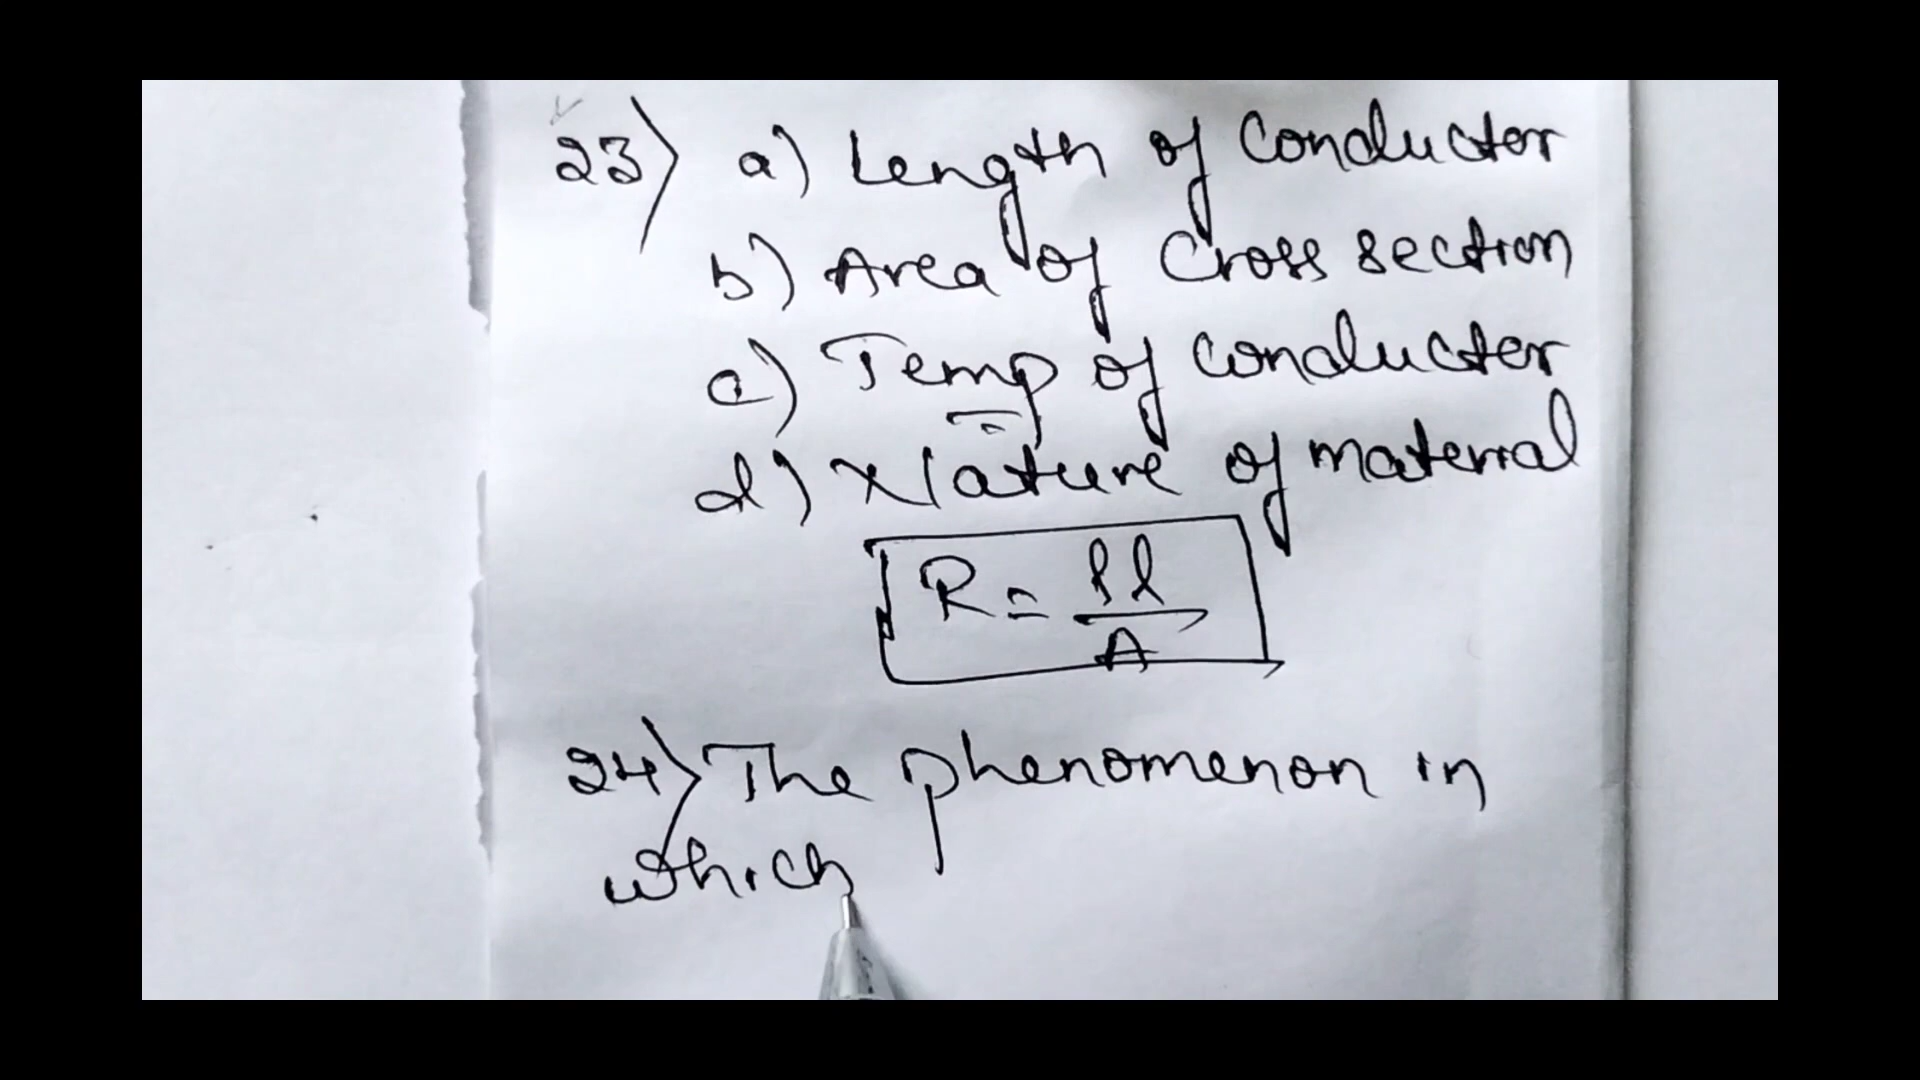 23) a) Length of Conductor
b) Area of Cross section
c) Temp of conductor
d) Nature of material
R = ρl/A
24) The phenomenon in
which